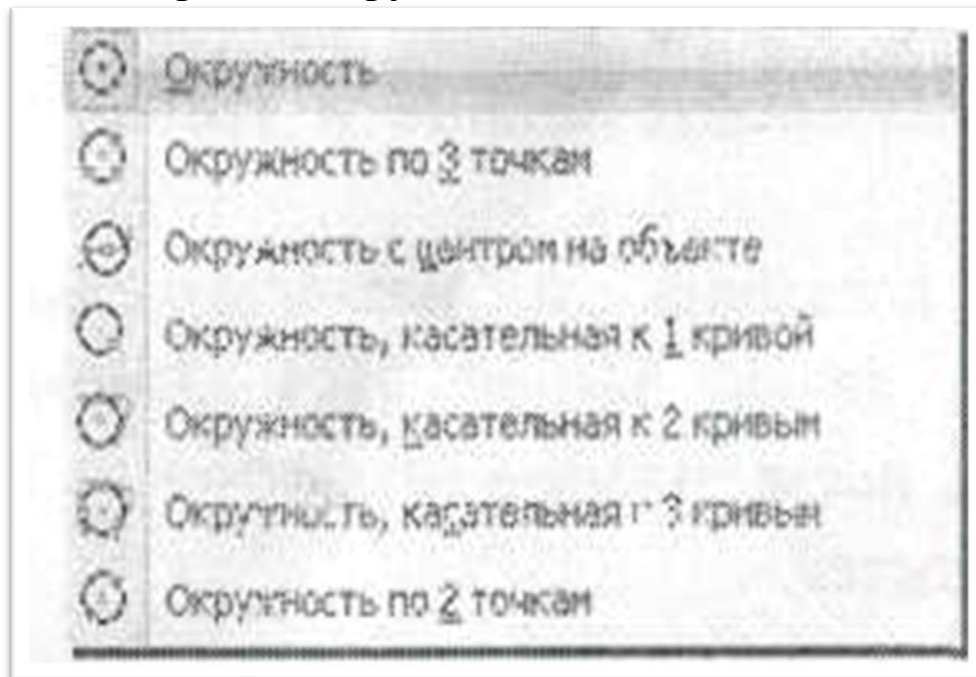 Окружность
Окружность по 3 точкам
Окружность с центром на объекте
Окружность, касательная к 1 кривой
Окружность, касательная к 2 кривым
Окружность, касательная к 3 кривым
Окружность по 2 точкам